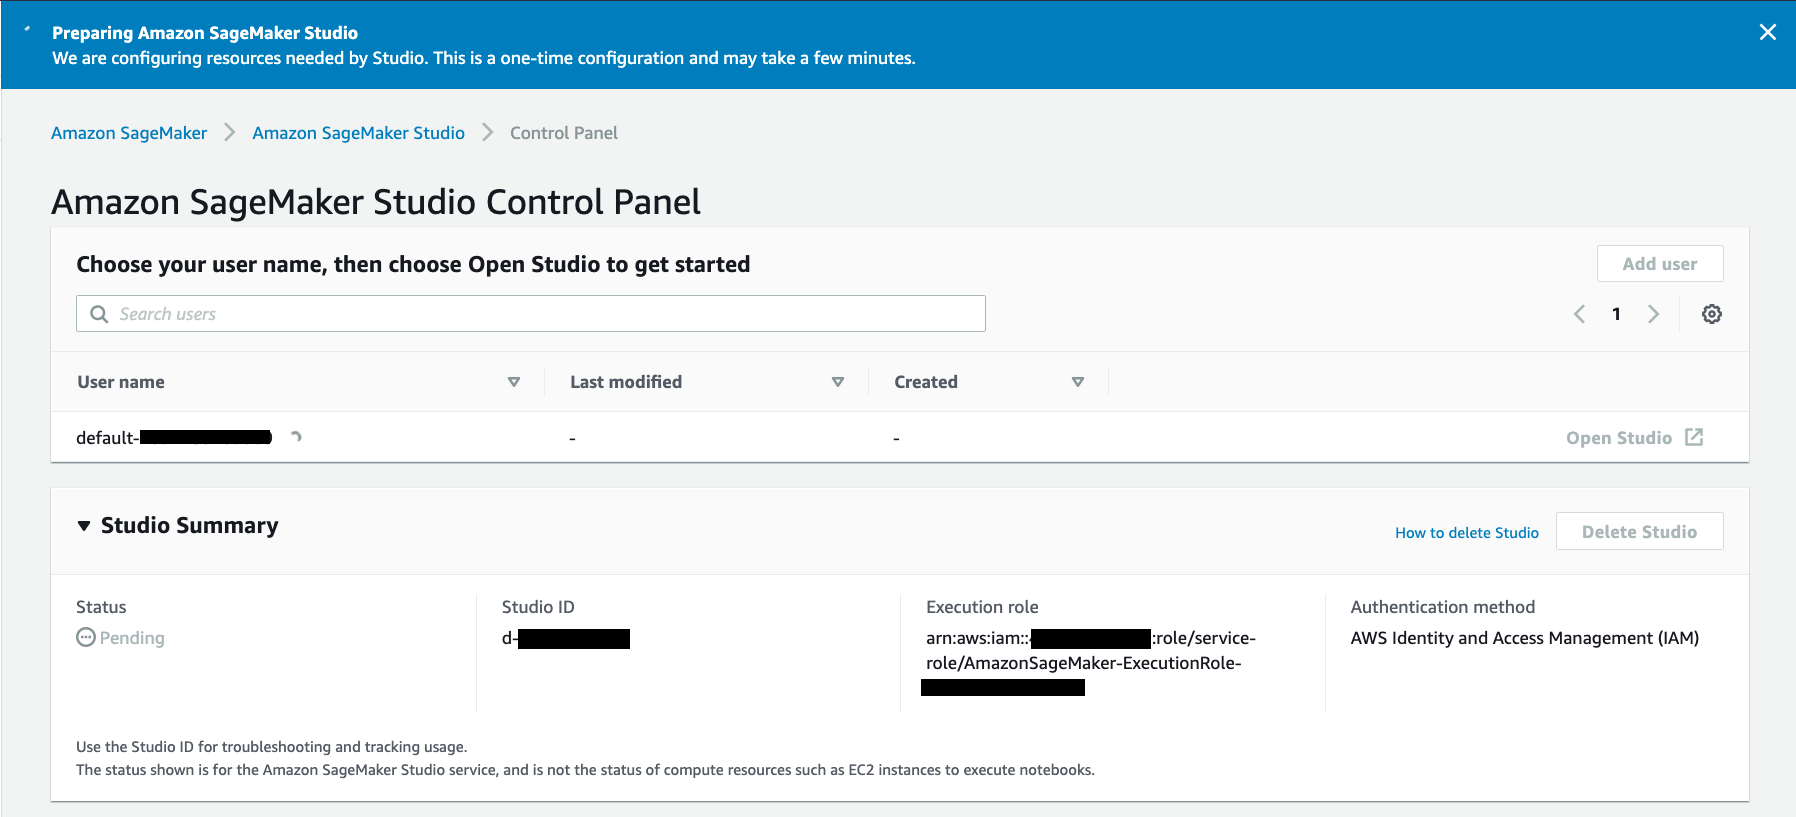 Preparing Amazon SageMaker Studio
We are configuring resources needed by Studio. This is a one-time configuration and may take a few minutes.
Amazon SageMaker > Amazon SageMaker Studio > Control Panel
Amazon SageMaker Studio Control Panel
Choose your user name, then choose Open Studio to get started
Add user
Search users
1
User name Last modified Created
default- - - Open Studio
Studio Summary
How to delete Studio Delete Studio
Status
Pending
Studio ID
d-
Execution role
arn:aws:iam:: :role/service-
role/AmazonSageMaker-ExecutionRole-
Authentication method
AWS Identity and Access Management (IAM)
Use the Studio ID for troubleshooting and tracking usage.
The status shown is for the Amazon SageMaker Studio service, and is not the status of compute resources such as EC2 instances to execute notebooks.